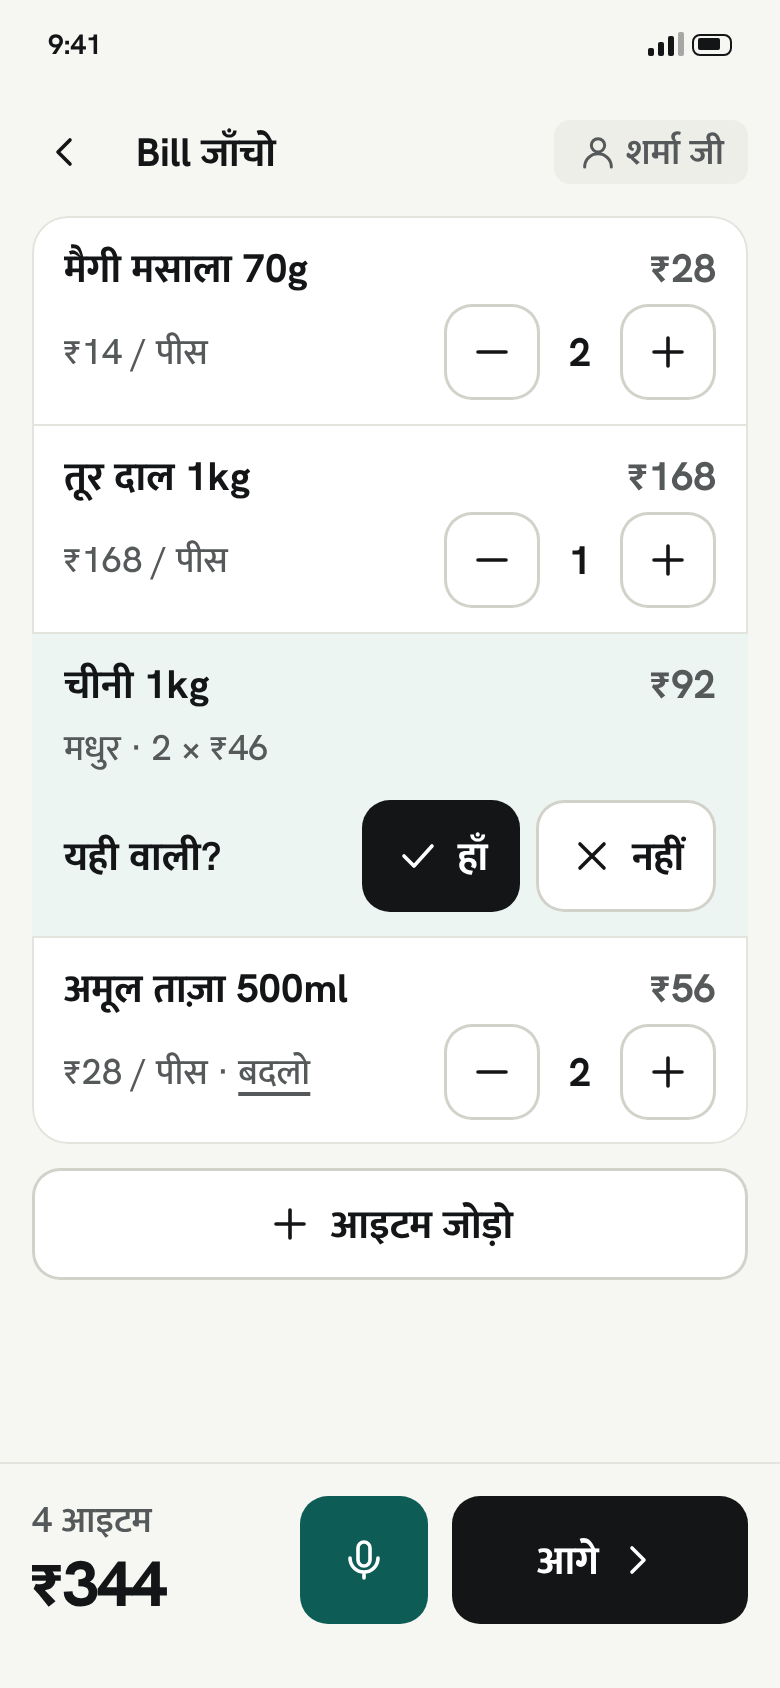 9:41
Bill जाँचो
शर्मा जी
मैगी मसाला 70g ₹28
₹14 / पीस 2
तूर दाल 1kg ₹168
₹168 / पीस 1
चीनी 1kg ₹92
मधुर · 2 × ₹46
यही वाली? हाँ नहीं
अमूल ताज़ा 500ml ₹56
₹28 / पीस · बदलो 2
आइटम जोड़ो
4 आइटम
₹344
आगे